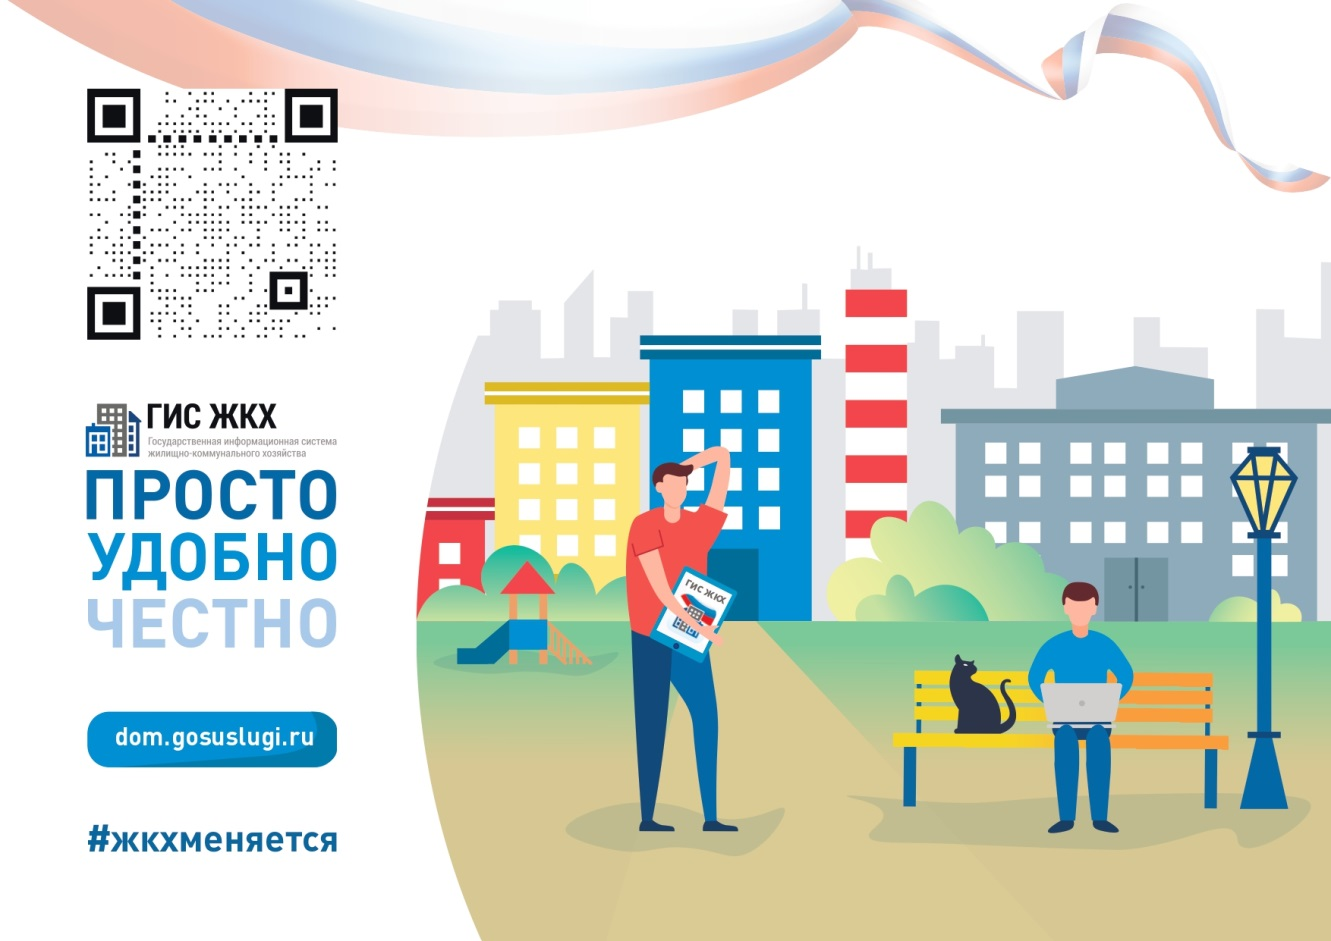 ГИС ЖКХ
Государственная информационная система
жилищно-коммунального хозяйства
ПРОСТО
УДОБНО
ЧЕСТНО
dom.gosuslugi.ru
#жкхменяется
ГИС ЖКХ